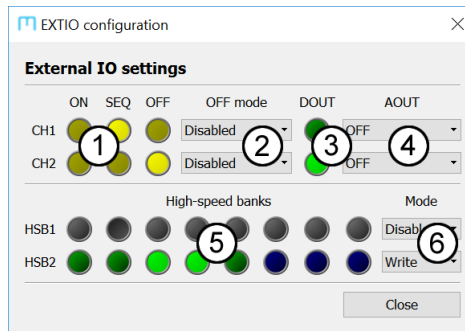 EXTIO configuration
External IO settings
ON SEQ OFF OFF mode DOUT AOUT
CH1 1 Disabled 2 3 OFF 4
CH2 Disabled OFF
High-speed banks Mode
HSB1 5 Disabl 6
HSB2 Write
Close